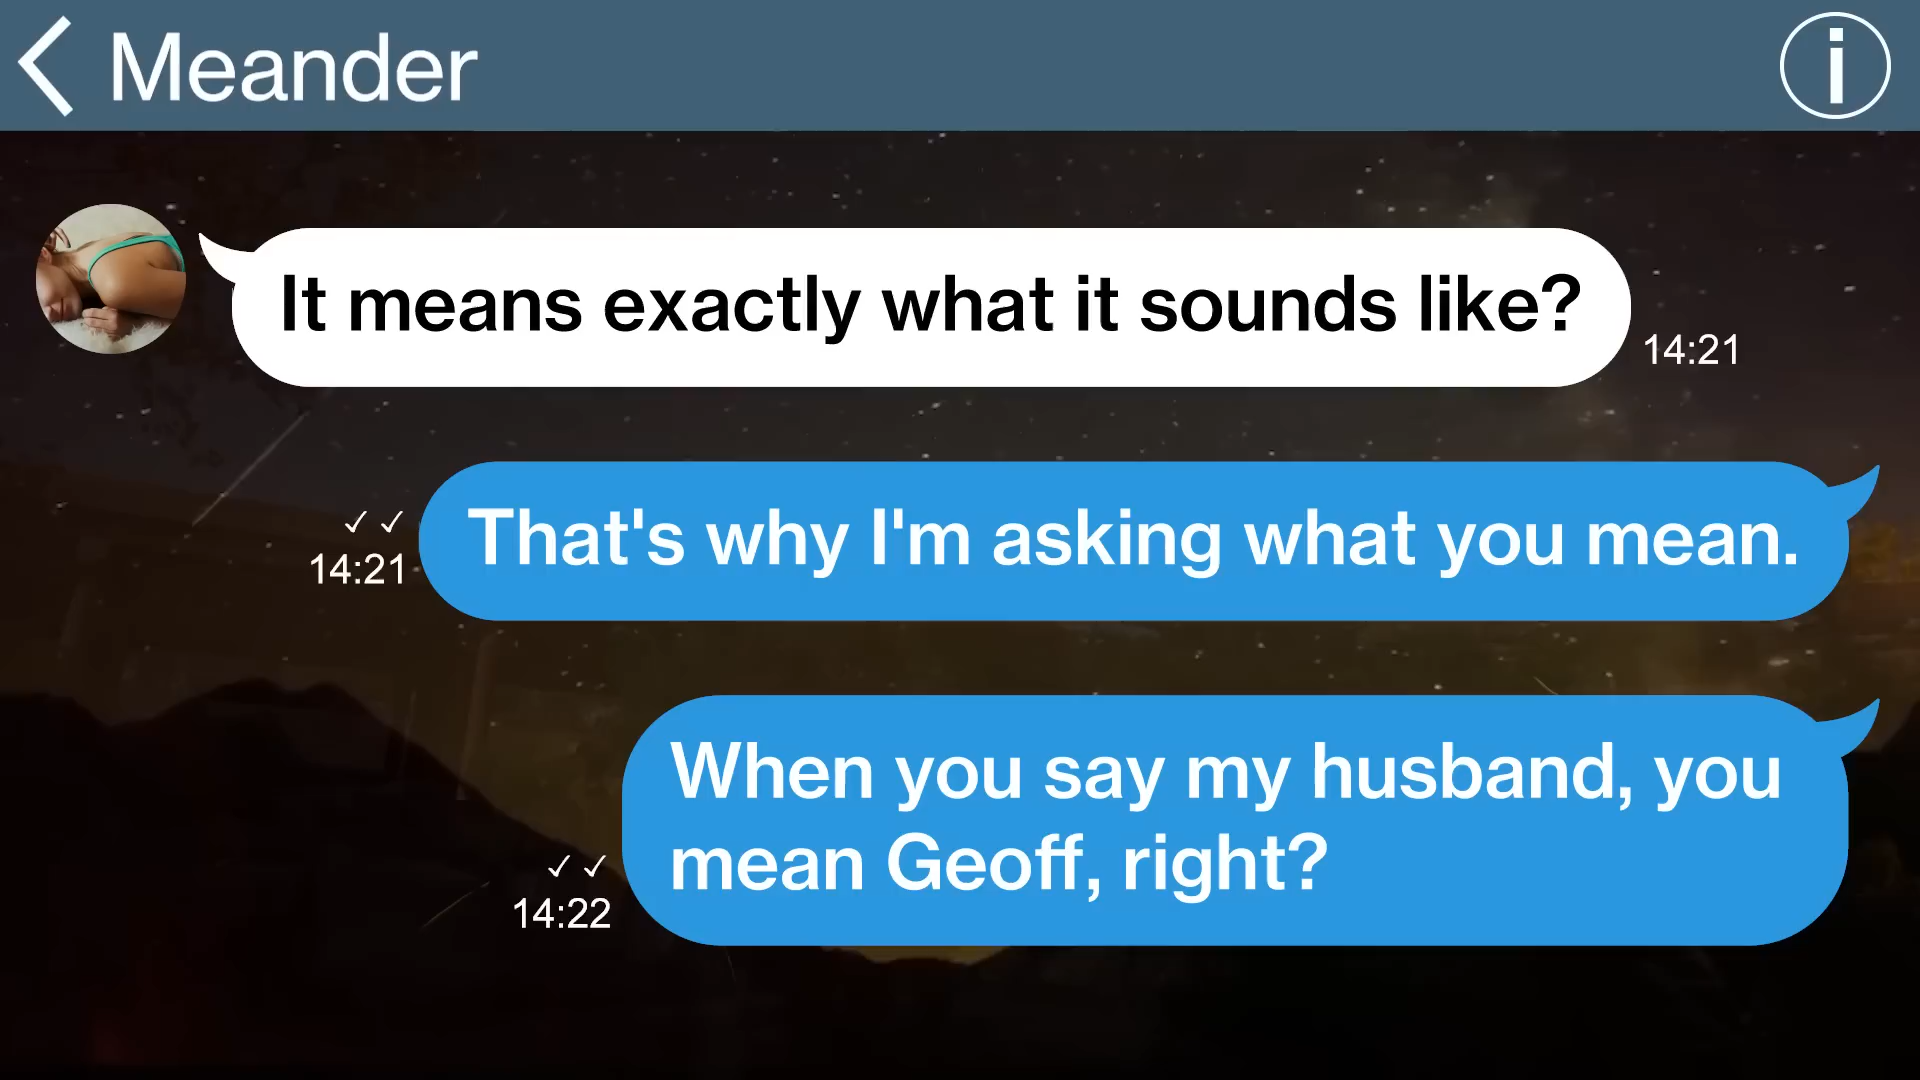 Meander
i
It means exactly what it sounds like?
14:21
That's why I'm asking what you mean.
✓✓
14:21
When you say my husband, you
mean Geoff, right?
✓✓
14:22